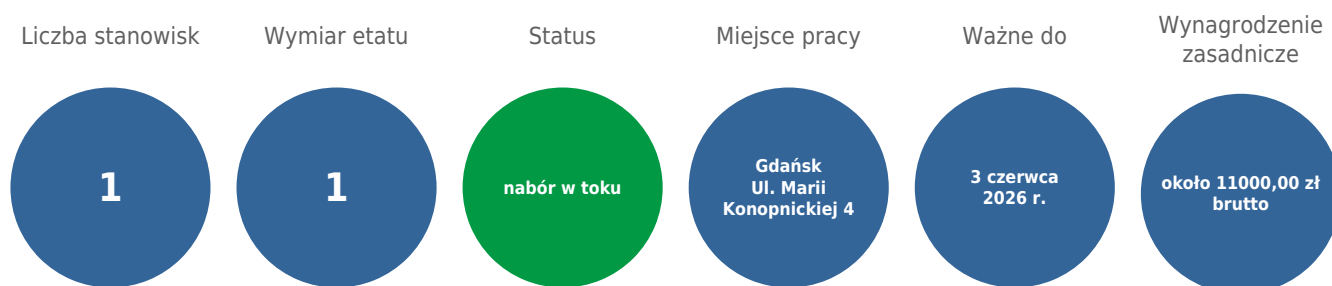 Liczba stanowisk
1
Wymiar etatu
1
Status
nabór w toku
Miejsce pracy
Gdańsk
Ul. Marii
Konopnickiej 4
Ważne do
3 czerwca
2026 r.
Wynagrodzenie
zasadnicze
około 11000,00 zł
brutto